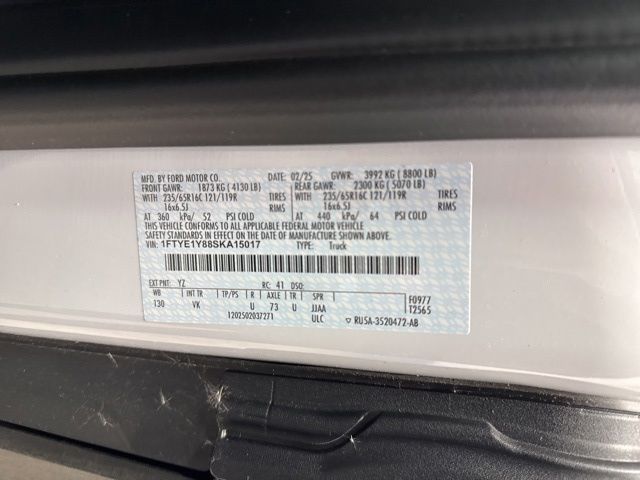 MFD. BY FORD MOTOR CO. DATE: 02/25 GVWR: 3992 KG ( 8800 LB)
FRONT GAWR: 1873 KG ( 4130 LB) REAR GAWR: 2300 KG ( 5070 LB)
WITH 235/65R16C 121/119R TIRES WITH 235/65R16C 121/119R TIRES
16x6.5J RIMS 16x6.5J RIMS
AT 360 kPa/ 52 PSI COLD AT 440 kPa/ 64 PSI COLD
THIS VEHICLE CONFORMS TO ALL APPLICABLE FEDERAL MOTOR VEHICLE
SAFETY STANDARDS IN EFFECT ON THE DATE OF MANUFACTURE SHOWN ABOVE.
VIN: 1FTYE1Y88SKA15017 TYPE: Truck
EXT PNT: YZ RC: 41 DSO:
WB INT TR TP/PS R AXLE TR SPR F0977
130 VK U 73 U JJAA T2565
1202502037271 ULC ▽ RU5A-3520472-AB